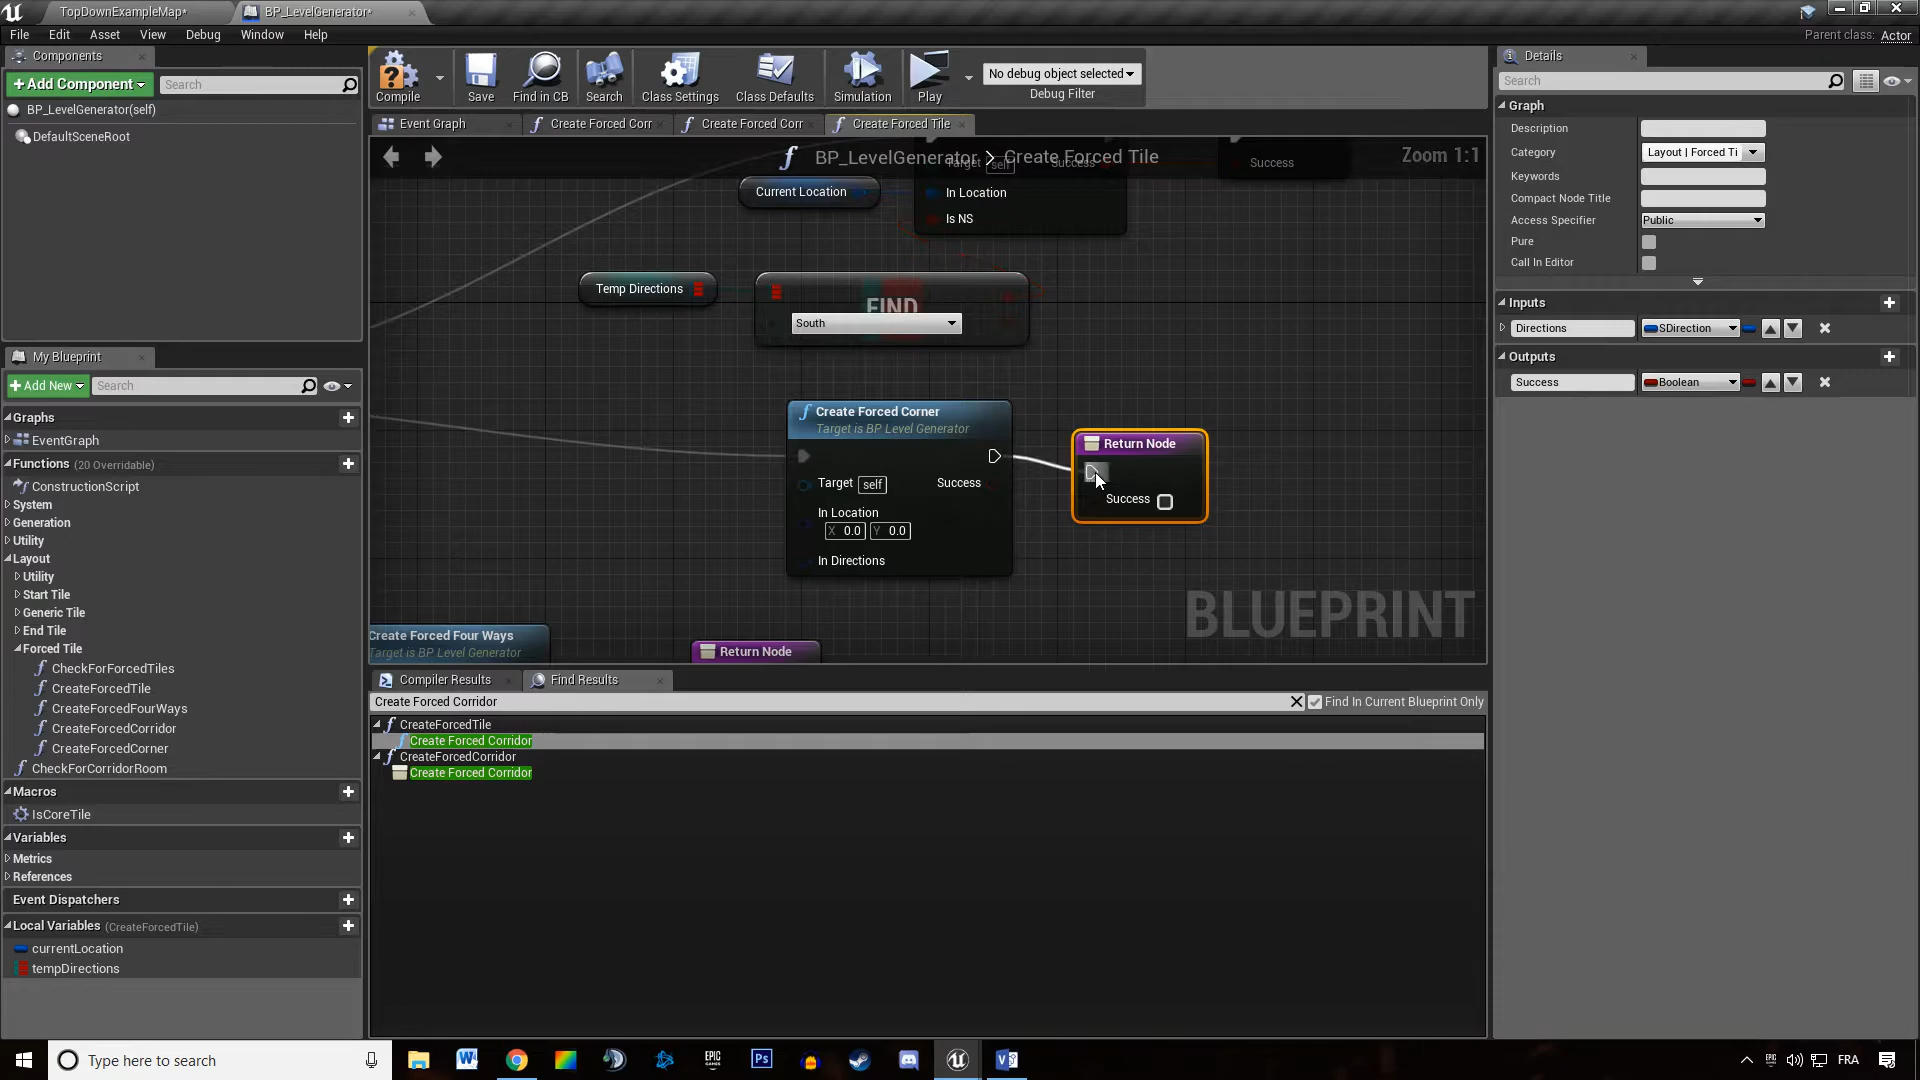 TopDownExampleMap*
BP_LevelGenerator*
File
Edit
Asset
View
Debug
Window
Help
Parent class: Actor
Components
Add Component
Search
BP_LevelGenerator(self)
DefaultSceneRoot
My Blueprint
Add New
Search
Graphs
EventGraph
Functions (20 Overridable)
ConstructionScript
System
Generation
Utility
Layout
Utility
Start Tile
Generic Tile
End Tile
Forced Tile
CheckForForcedTiles
CreateForcedTile
CreateForcedFourWays
CreateForcedCorridor
CreateForcedCorner
CheckForCorridorRoom
Macros
IsCoreTile
Variables
Metrics
References
Event Dispatchers
Local Variables (CreateForcedTile)
currentLocation
tempDirections
Compile
Save
Find in CB
Search
Class Settings
Class Defaults
Simulation
Play
No debug object selected
Debug Filter
Event Graph
Create Forced Corr
Create Forced Corr
Create Forced Tile
BP_LevelGenerator > Create Forced Tile
Zoom 1:1
Target self
Success
Success
Current Location
In Location
Is NS
Temp Directions
FIND
South
Create Forced Corner
Target is BP Level Generator
Target self
Success
In Location
X 0.0 Y 0.0
In Directions
Return Node
Success
Create Forced Four Ways
Target is BP Level Generator
Return Node
BLUEPRINT
Compiler Results
Find Results
Create Forced Corridor
Find In Current Blueprint Only
CreateForcedTile
Create Forced Corridor
CreateForcedCorridor
Create Forced Corridor
Details
Search
Graph
Description
Category
Layout | Forced Ti
Keywords
Compact Node Title
Access Specifier
Public
Pure
Call In Editor
Inputs
Directions
SDirection
Outputs
Success
Boolean
Type here to search
EPIC
GAMES
Ps
FRA